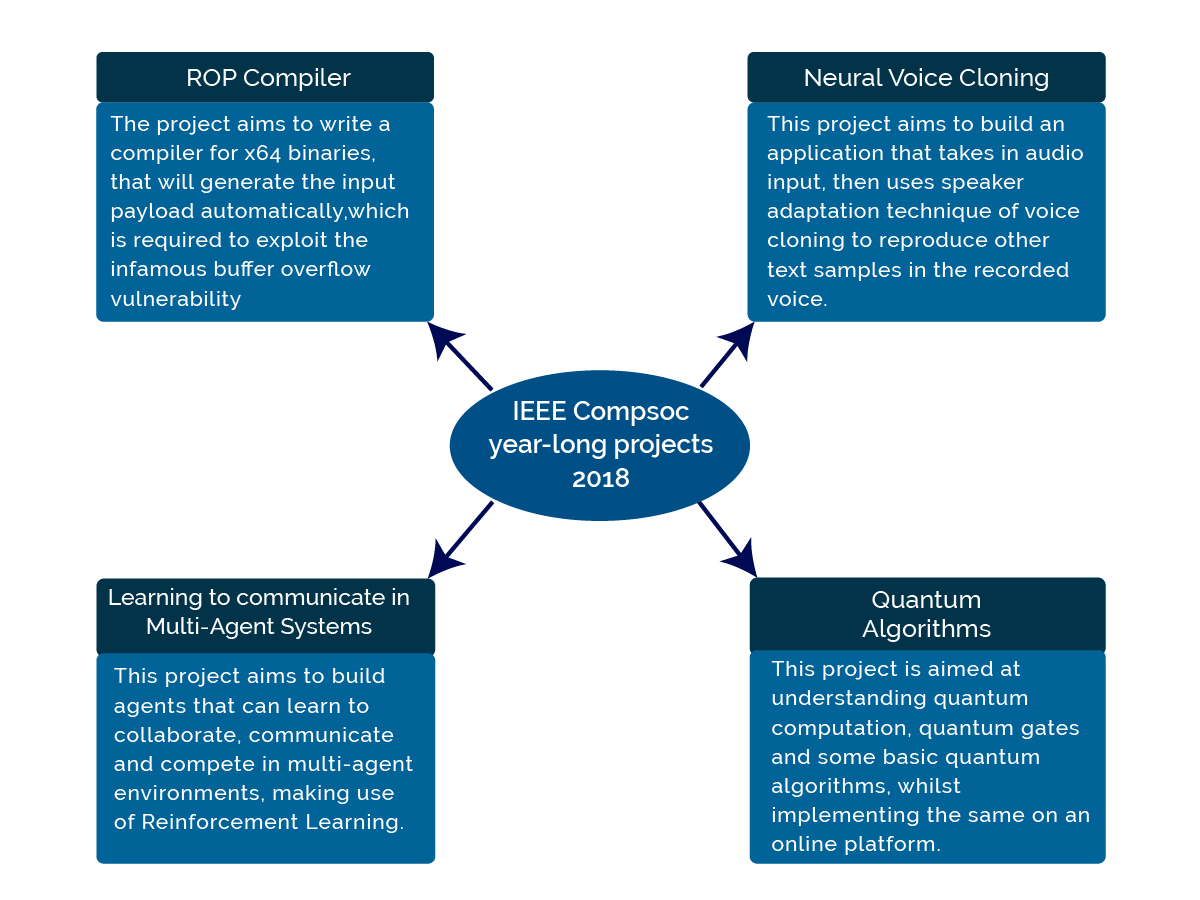 ROP Compiler
The project aims to write a
compiler for x64 binaries,
that will generate the input
payload automatically,which
is required to exploit the
infamous buffer overflow
vulnerability
Neural Voice Cloning
This project aims to build an
application that takes in audio
input, then uses speaker
adaptation technique of voice
cloning to reproduce other
text samples in the recorded
voice.
IEEE Compsoc
year-long projects
2018
Learning to communicate in
Multi-Agent Systems
This project aims to build
agents that can learn to
collaborate, communicate
and compete in multi-agent
environments, making use
of Reinforcement Learning.
Quantum
Algorithms
This project is aimed at
understanding quantum
computation, quantum gates
and some basic quantum
algorithms, whilst
implementing the same on an
online platform.